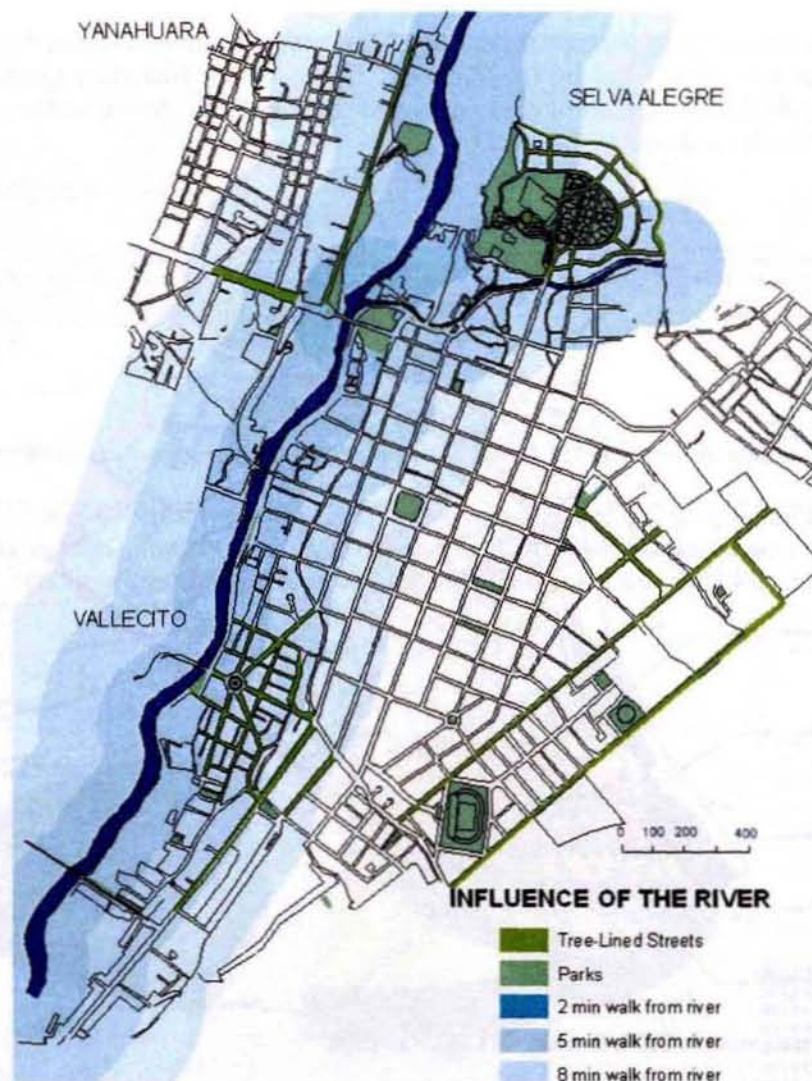 YANAHUARA
SELVA ALEGRE
VALLECITO
0 100 200 400
INFLUENCE OF THE RIVER
Tree-Lined Streets
Parks
2 min walk from river
5 min walk from river
8 min walk from river